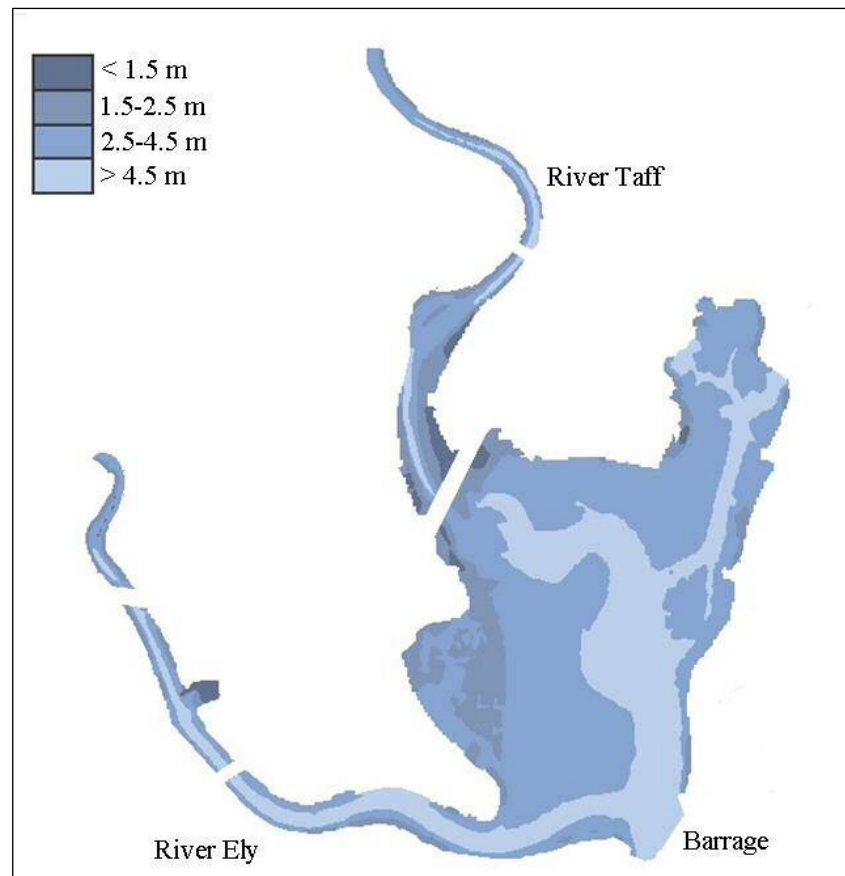 < 1.5 m
1.5-2.5 m
2.5-4.5 m
> 4.5 m
River Taff
River Ely
Barrage